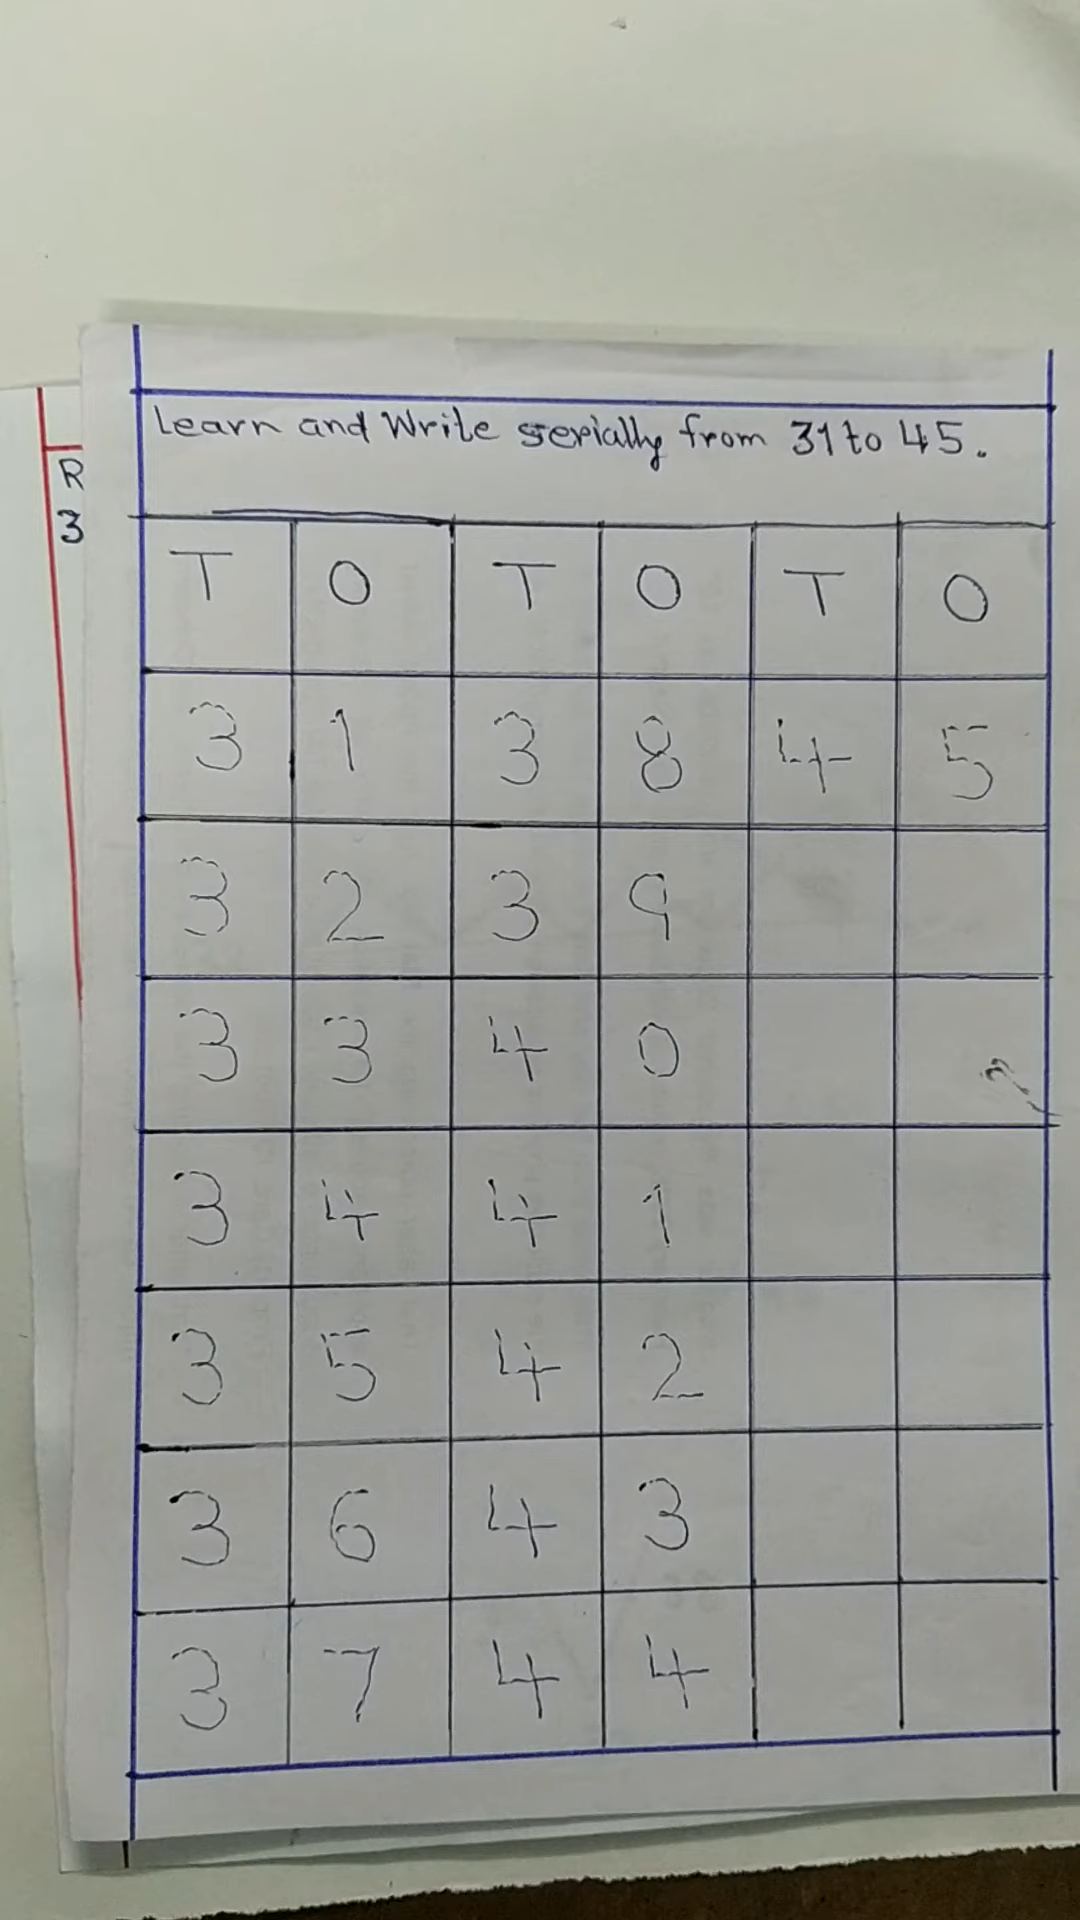 Learn and Write serially from 31 to 45.
R
3
T O T O T O
3 1 3 8 4 5
3 2 3 9
3 3 4 0
3 4 4 1
3 5 4 2
3 6 4 3
3 7 4 4